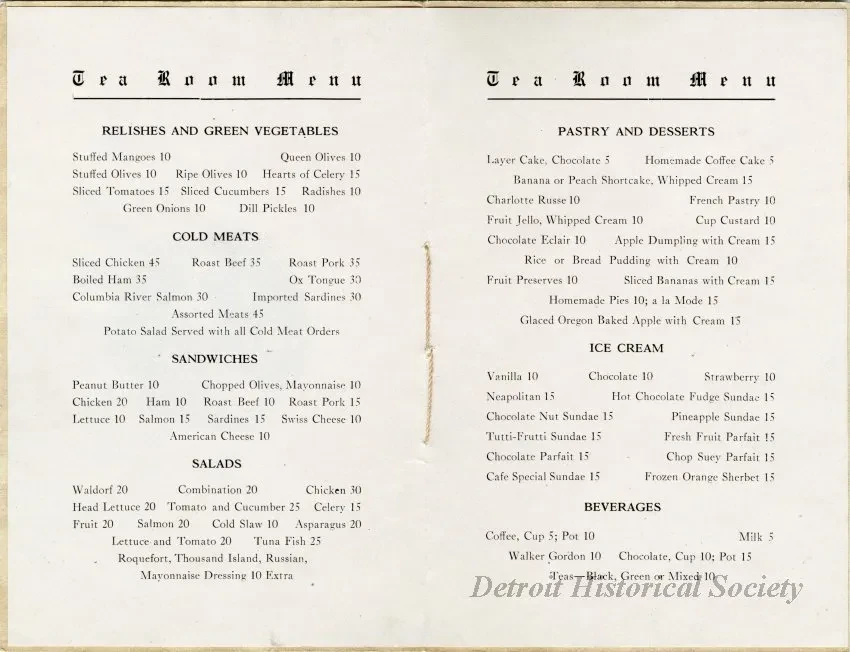 Tea Room Menu
RELISHES AND GREEN VEGETABLES
Stuffed Mangoes 10 Queen Olives 10
Stuffed Olives 10 Ripe Olives 10 Hearts of Celery 15
Sliced Tomatoes 15 Sliced Cucumbers 15 Radishes 10
Green Onions 10 Dill Pickles 10
COLD MEATS
Sliced Chicken 45 Roast Beef 35 Roast Pork 35
Boiled Ham 35 Ox Tongue 30
Columbia River Salmon 30 Imported Sardines 30
Assorted Meats 45
Potato Salad Served with all Cold Meat Orders
SANDWICHES
Peanut Butter 10 Chopped Olives, Mayonnaise 10
Chicken 20 Ham 10 Roast Beef 10 Roast Pork 15
Lettuce 10 Salmon 15 Sardines 15 Swiss Cheese 10
American Cheese 10
SALADS
Waldorf 20 Combination 20 Chicken 30
Head Lettuce 20 Tomato and Cucumber 25 Celery 15
Fruit 20 Salmon 20 Cold Slaw 10 Asparagus 20
Lettuce and Tomato 20 Tuna Fish 25
Roquefort, Thousand Island, Russian,
Mayonnaise Dressing 10 Extra
Tea Room Menu
PASTRY AND DESSERTS
Layer Cake, Chocolate 5 Homemade Coffee Cake 5
Banana or Peach Shortcake, Whipped Cream 15
Charlotte Russe 10 French Pastry 10
Fruit Jello, Whipped Cream 10 Cup Custard 10
Chocolate Eclair 10 Apple Dumpling with Cream 15
Rice or Bread Pudding with Cream 10
Fruit Preserves 10 Sliced Bananas with Cream 15
Homemade Pies 10; a la Mode 15
Glaced Oregon Baked Apple with Cream 15
ICE CREAM
Vanilla 10 Chocolate 10 Strawberry 10
Neapolitan 15 Hot Chocolate Fudge Sundae 15
Chocolate Nut Sundae 15 Pineapple Sundae 15
Tutti-Frutti Sundae 15 Fresh Fruit Parfait 15
Chocolate Parfait 15 Chop Suey Parfait 15
Cafe Special Sundae 15 Frozen Orange Sherbet 15
BEVERAGES
Coffee, Cup 5; Pot 10 Milk 5
Walker Gordon 10 Chocolate, Cup 10; Pot 15
Teas—Black, Green or Mixed 10
Detroit Historical Society